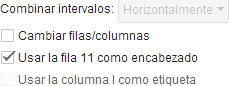 Combinar intervalos: Horizontalmente
Cambiar filas/columnas
Usar la fila 11 como encabezado
Usar la columna I como etiqueta